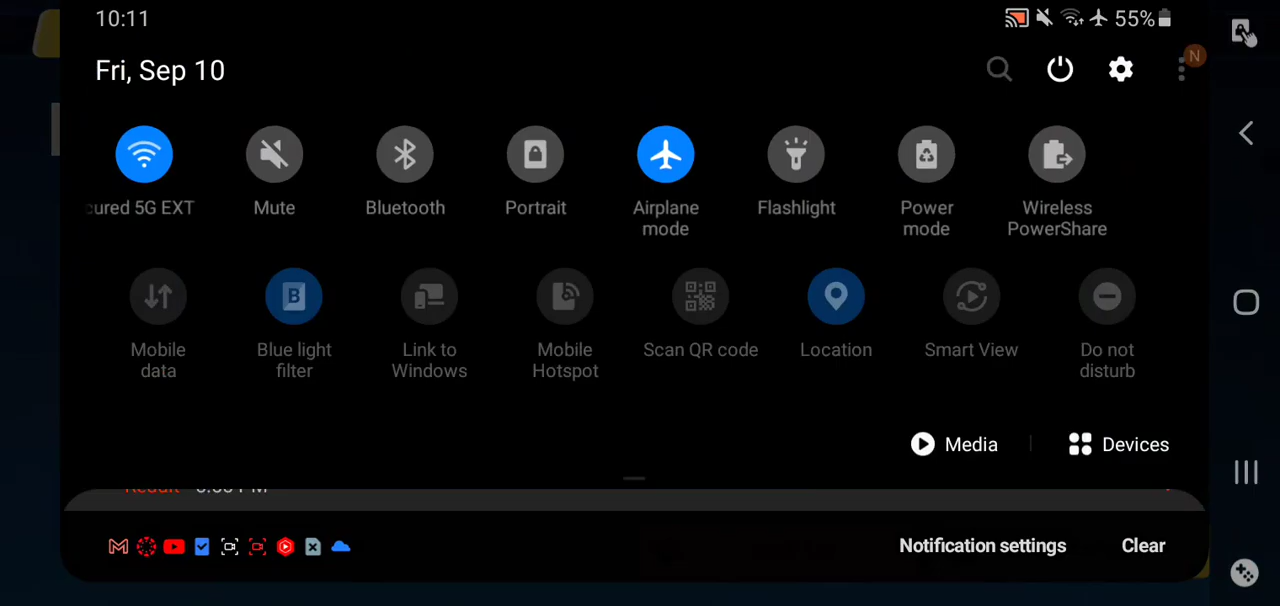 10:11
55%
Fri, Sep 10
N
cured 5G EXT
Mute
Bluetooth
Portrait
Airplane
mode
Flashlight
Power
mode
Wireless
PowerShare
B
Mobile
data
Blue light
filter
Link to
Windows
Mobile
Hotspot
Scan QR code
Location
Smart View
Do not
disturb
Media
Devices
Notification settings
Clear